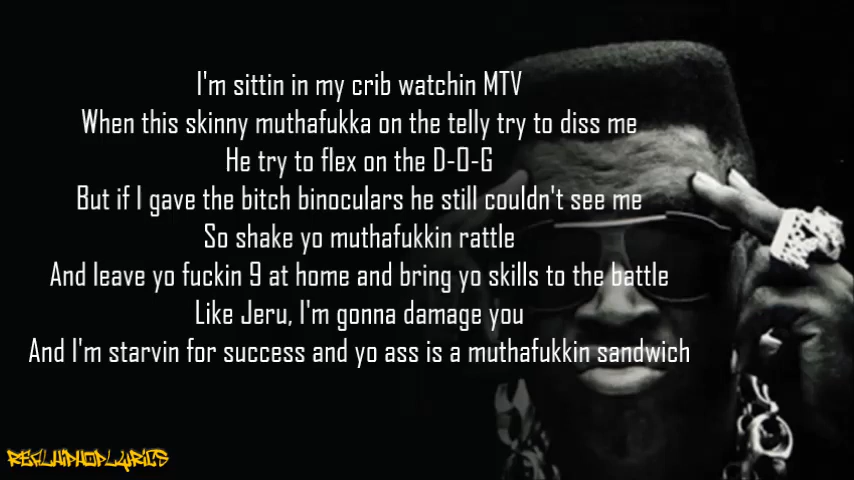 I'm sittin in my crib watchin MTV
When this skinny muthafukka on the telly try to diss me
He try to flex on the D-O-G
But if I gave the bitch binoculars he still couldn't see me
So shake yo muthafukkin rattle
And leave yo fuckin 9 at home and bring yo skills to the battle
Like Jeru, I'm gonna damage you
And I'm starvin for success and yo ass is a muthafukkin sandwich
REALHIPHOPLYRICS